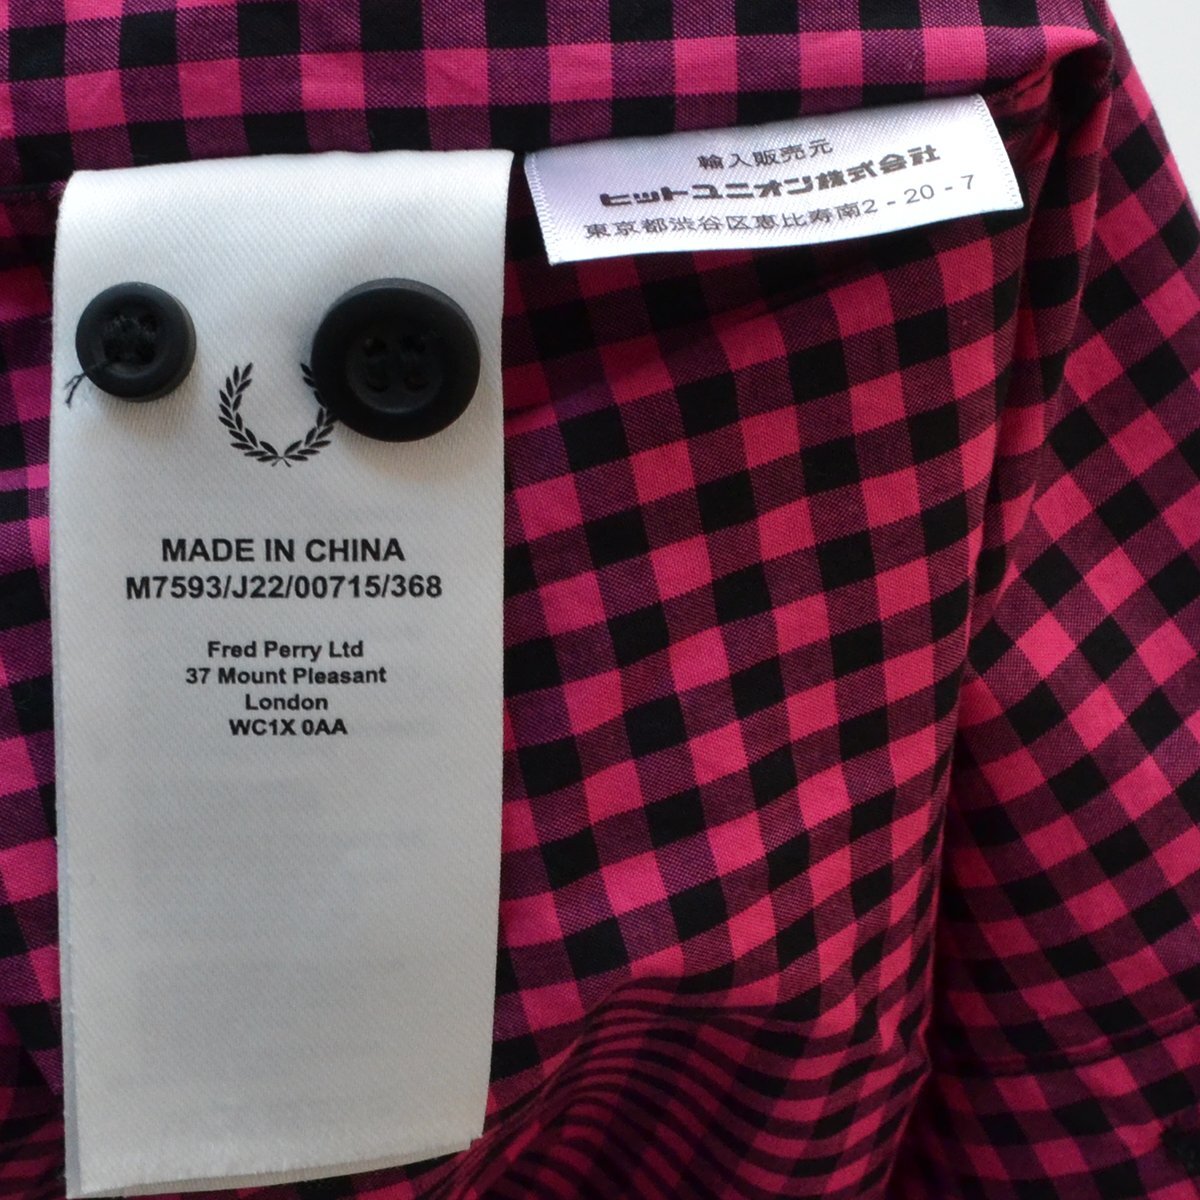 輸入販売元
ヒットユニオン株式会社
東京都渋谷区恵比寿南2-20-7
MADE IN CHINA
M7593/J22/00715/368
Fred Perry Ltd
37 Mount Pleasant
London
WC1X 0AA